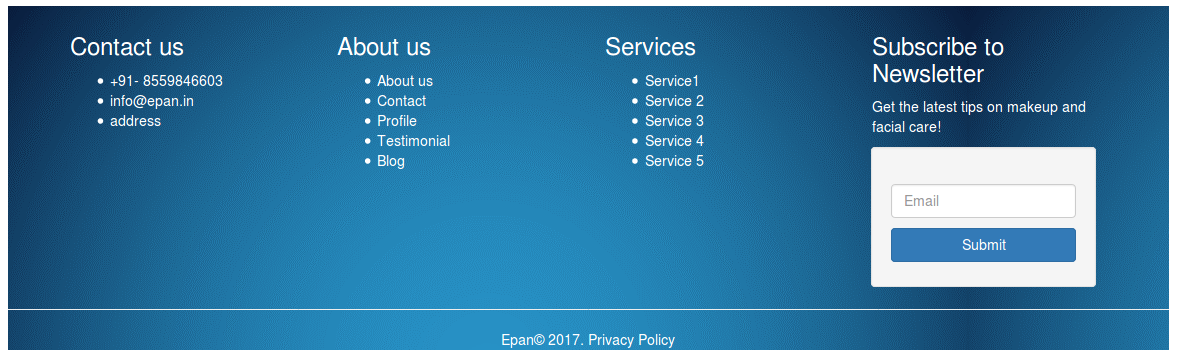 Contact us
+91- 8559846603
info@epan.in
address
About us
About us
Contact
Profile
Testimonial
Blog
Services
Service1
Service 2
Service 3
Service 4
Service 5
Subscribe to
Newsletter
Get the latest tips on makeup and
facial care!
Email
Submit
Epan© 2017. Privacy Policy